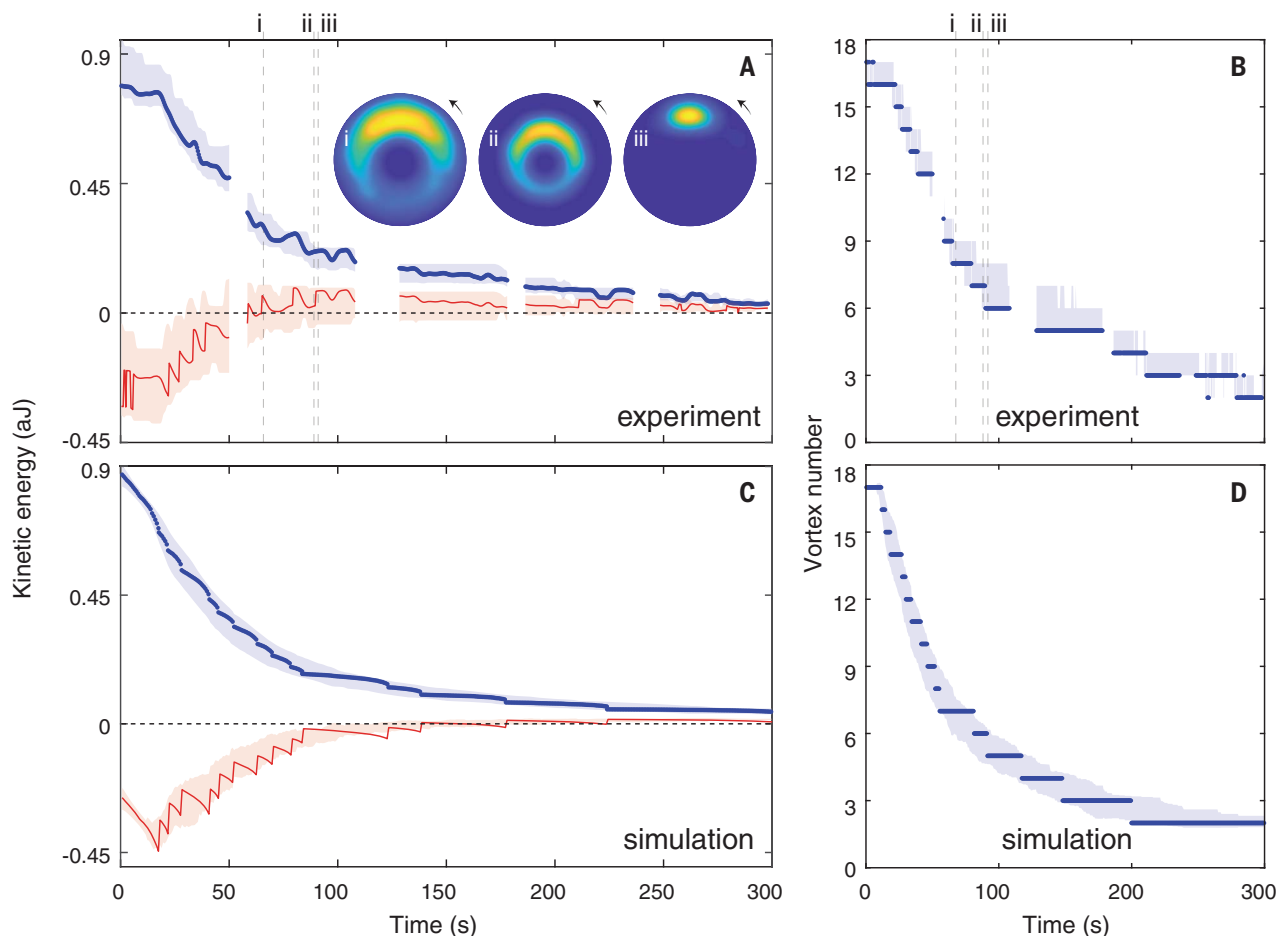 i ii iii
i ii iii
0.9
0.45
0
-0.45
A
i
ii
iii
experiment
18
15
12
9
6
3
0
B
experiment
Kinetic energy (aJ)
0.9
0.45
0
-0.45
C
simulation
0 50 100 150 200 250 300
Time (s)
Vortex number
18
15
12
9
6
3
0
D
simulation
0 100 200 300
Time (s)